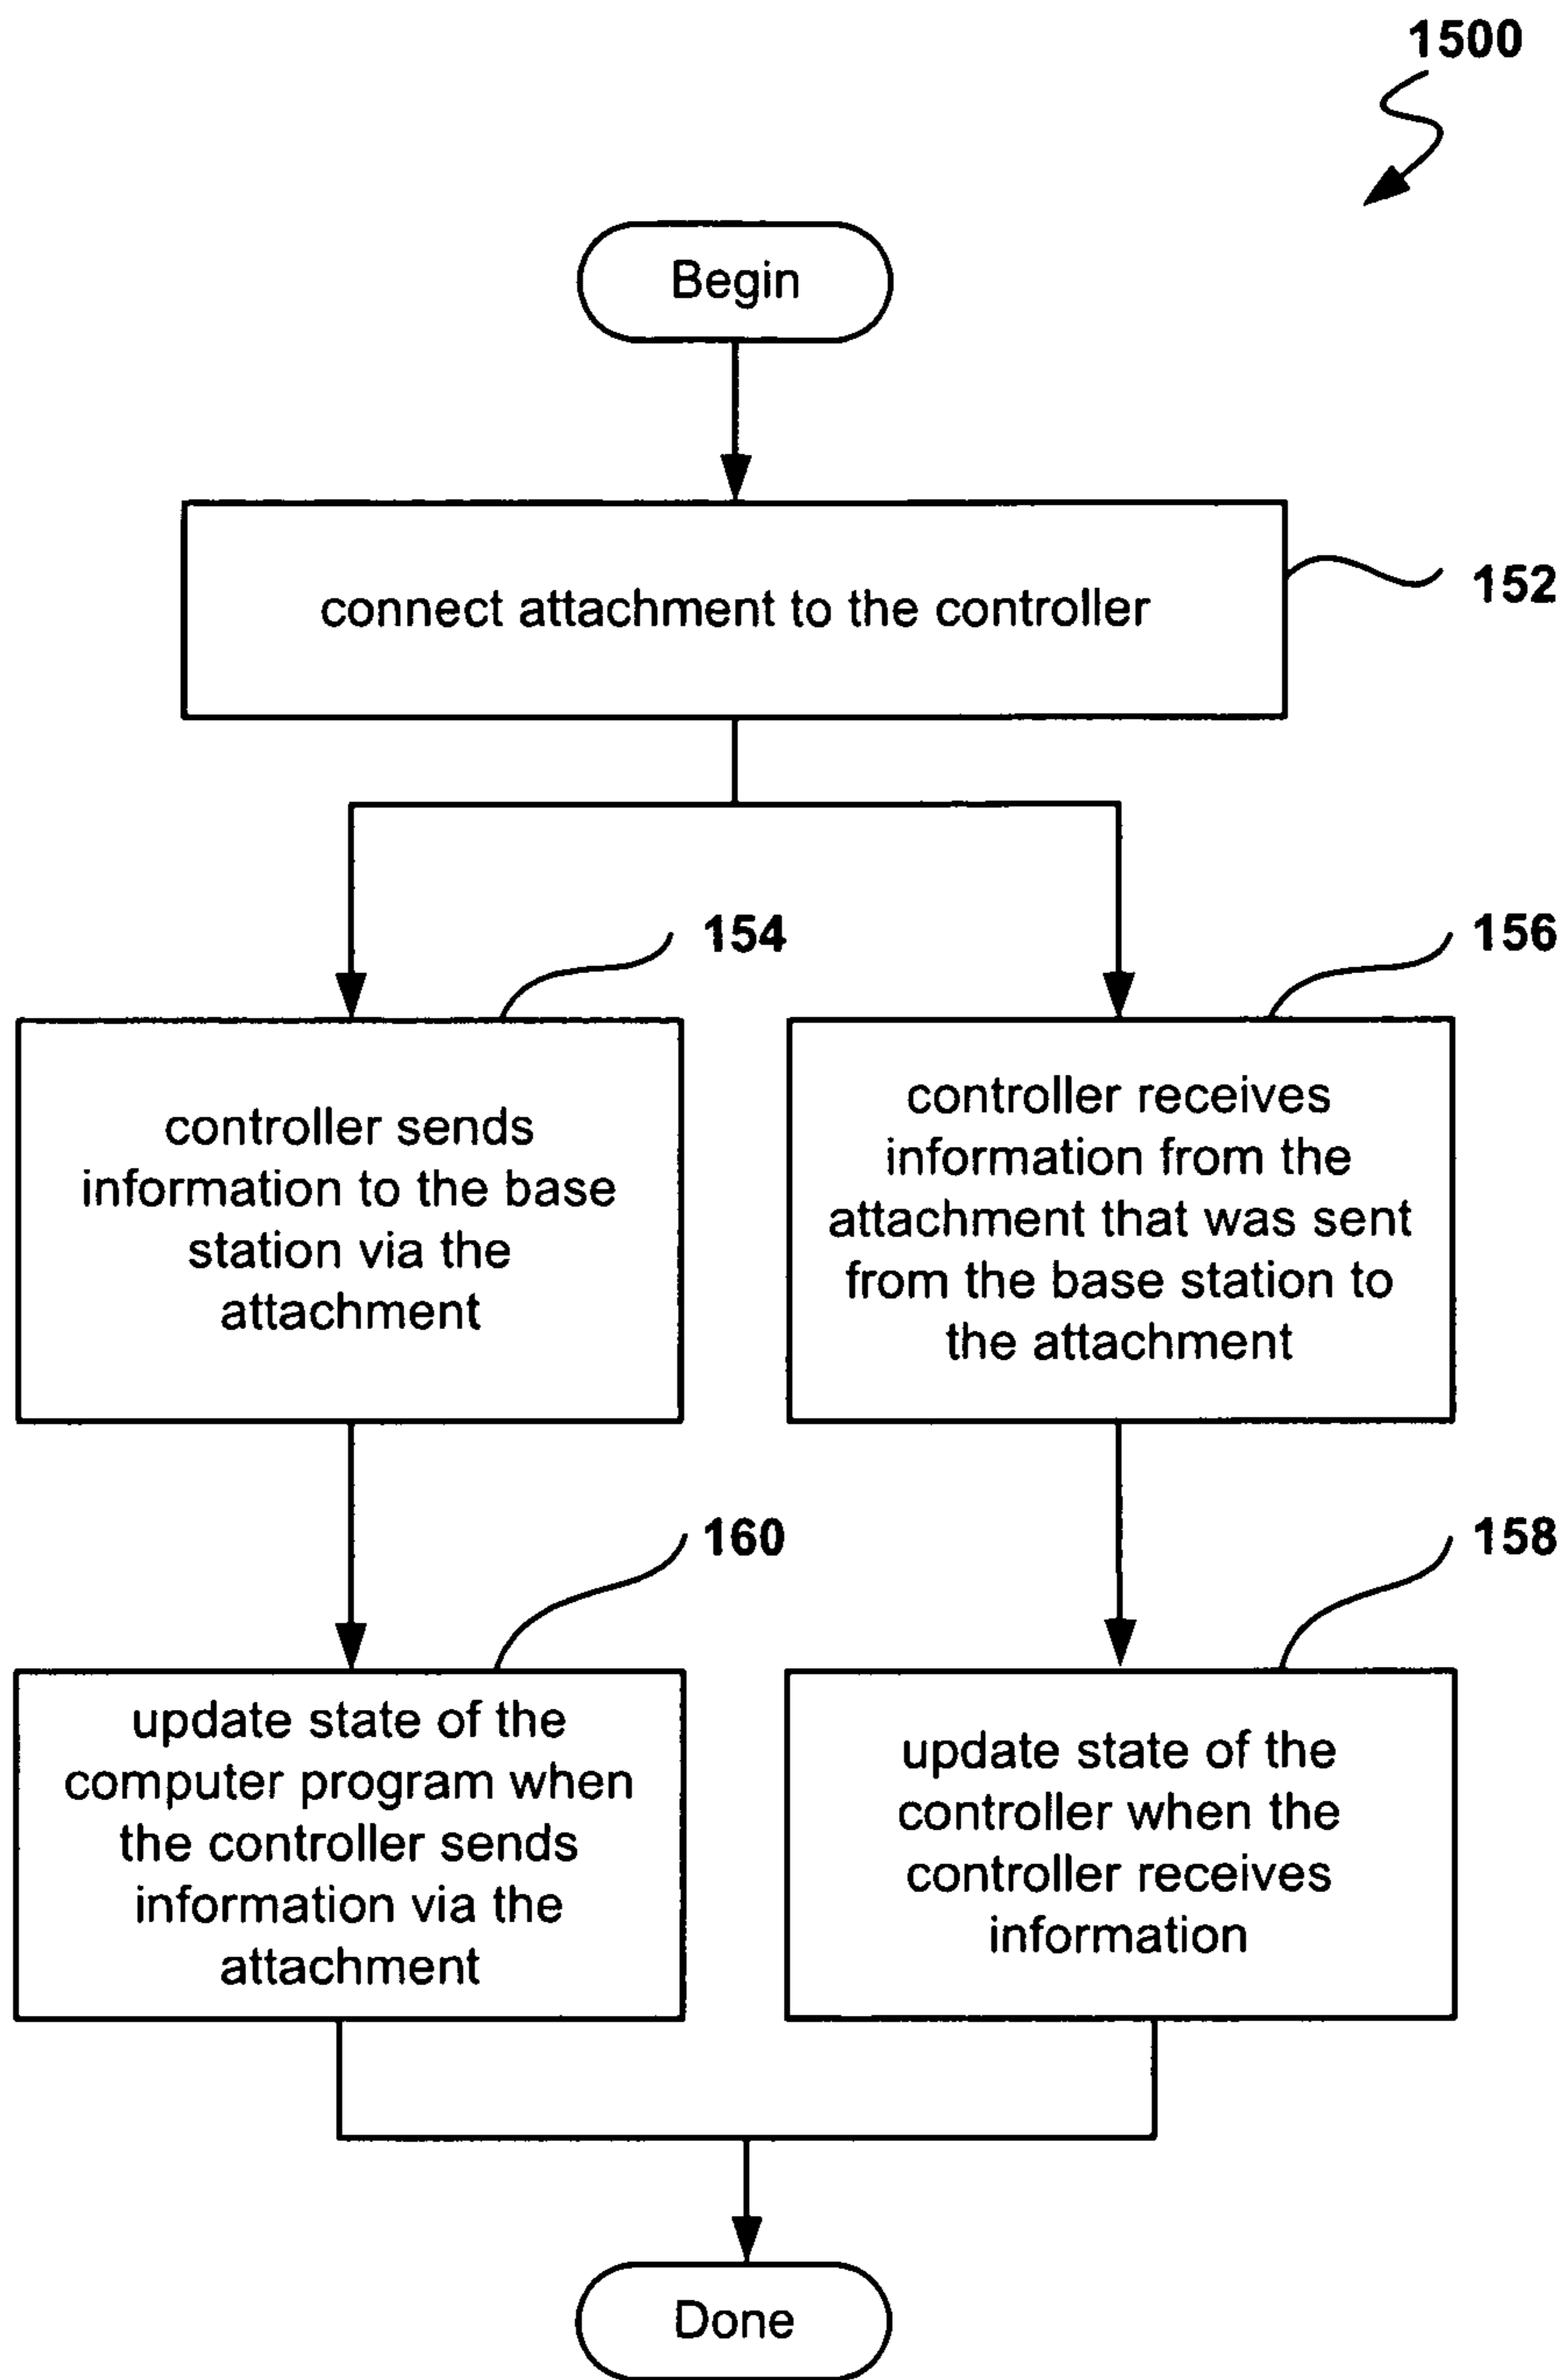 1500
Begin
connect attachment to the controller
152
154
controller sends
information to the base
station via the
attachment
156
controller receives
information from the
attachment that was sent
from the base station to
the attachment
160
update state of the
computer program when
the controller sends
information via the
attachment
158
update state of the
controller when the
controller receives
information
Done